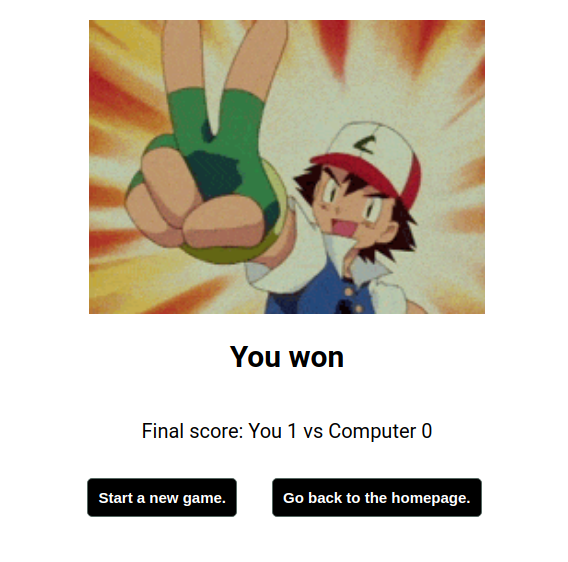 You won
Final score: You 1 vs Computer 0
Start a new game.
Go back to the homepage.